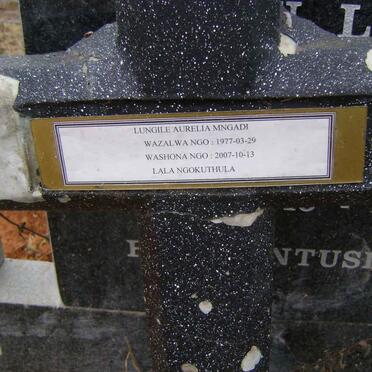 LUNGILE AURELIA MNGADI
WAZALWA NGO : 1977-03-29
WASHONA NGO : 2007-10-13
LALA NGOKUTHULA